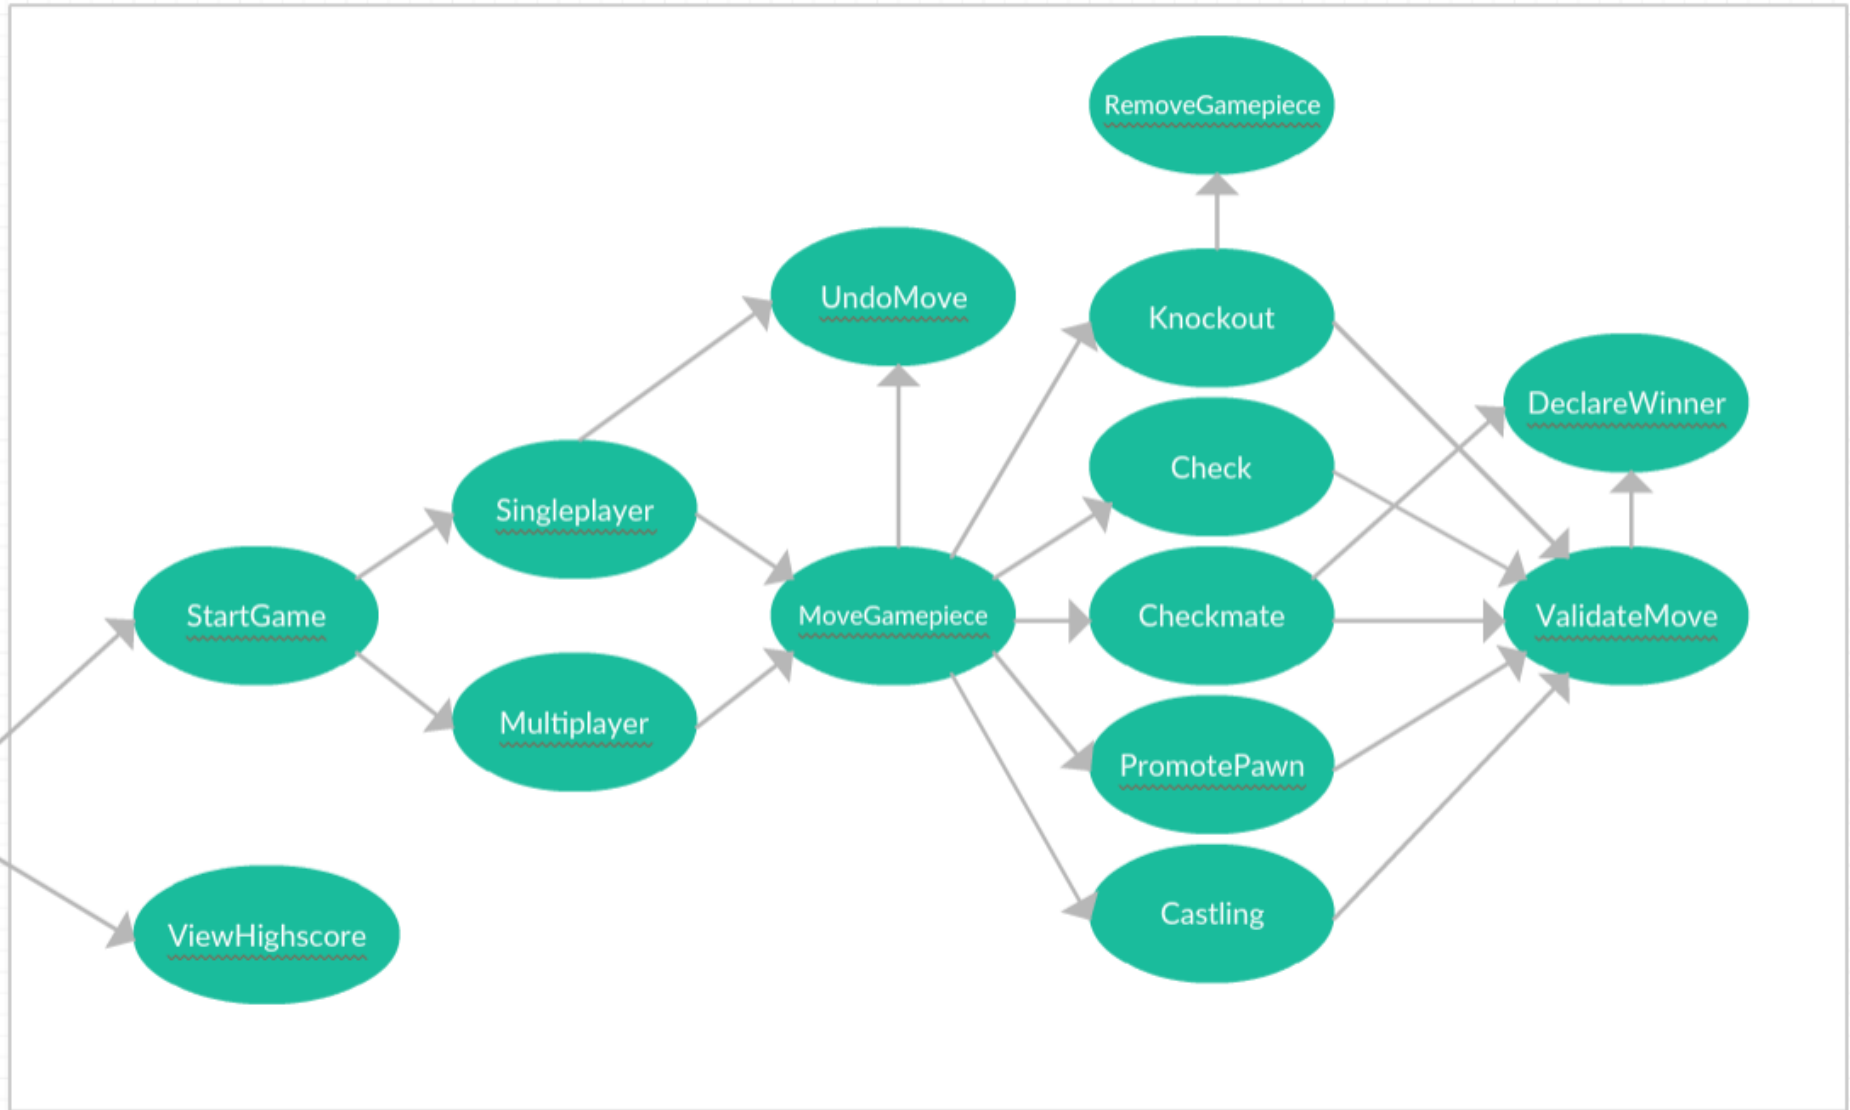 RemoveGamepiece
UndoMove
Knockout
DeclareWinner
Check
Singleplayer
StartGame
MoveGamepiece
Checkmate
ValidateMove
Multiplayer
PromotePawn
Castling
ViewHighscore